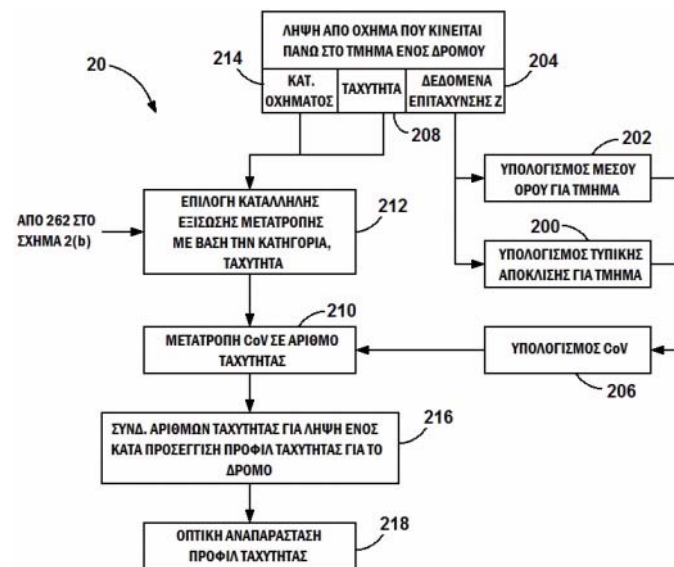 ΛΗΨΗ ΑΠΟ ΟΧΗΜΑ ΠΟΥ ΚΙΝΕΙΤΑΙ
ΠΑΝΩ ΣΤΟ ΤΜΗΜΑ ΕΝΟΣ ΔΡΟΜΟΥ
214
ΚΑΤ.
ΟΧΗΜΑΤΟΣ
ΤΑΧΥΤΗΤΑ
ΔΕΔΟΜΕΝΑ
ΕΠΙΤΑΧΥΝΣΗΣ Ζ
204
20
208
202
ΥΠΟΛΟΓΙΣΜΟΣ ΜΕΣΟΥ
ΟΡΟΥ ΓΙΑ ΤΜΗΜΑ
ΑΠΟ 262 ΣΤΟ
ΣΧΗΜΑ 2(b)
ΕΠΙΛΟΓΗ ΚΑΤΑΛΛΗΛΗΣ
ΕΞΙΣΩΣΗΣ ΜΕΤΑΤΡΟΠΗΣ
ΜΕ ΒΑΣΗ ΤΗΝ ΚΑΤΗΓΟΡΙΑ,
ΤΑΧΥΤΗΤΑ
212
200
ΥΠΟΛΟΓΙΣΜΟΣ ΤΥΠΙΚΗΣ
ΑΠΟΚΛΙΣΗΣ ΓΙΑ ΤΜΗΜΑ
210
ΜΕΤΑΤΡΟΠΗ CoV ΣΕ ΑΡΙΘΜΟ
ΤΑΧΥΤΗΤΑΣ
ΥΠΟΛΟΓΙΣΜΟΣ CoV
206
ΣΥΝΔ. ΑΡΙΘΜΩΝ ΤΑΧΥΤΗΤΑΣ ΓΙΑ ΛΗΨΗ ΕΝΟΣ
ΚΑΤΑ ΠΡΟΣΕΓΓΙΣΗ ΠΡΟΦΙΛ ΤΑΧΥΤΗΤΑΣ ΓΙΑ ΤΟ
ΔΡΟΜΟ
216
ΟΠΤΙΚΗ ΑΝΑΠΑΡΑΣΤΑΣΗ
ΠΡΟΦΙΛ ΤΑΧΥΤΗΤΑΣ
218